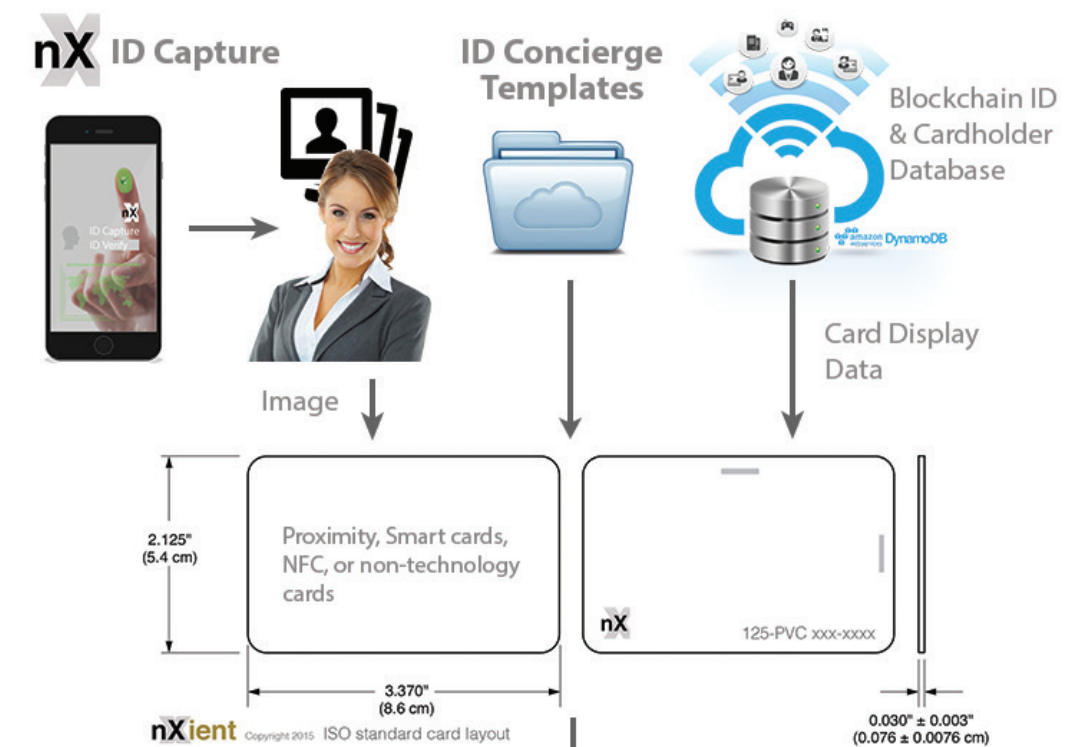 nX ID Capture
ID Concierge
Templates
Blockchain ID
& Cardholder
Database
nX
ID Capture
ID Verify
amazon
webservices
DynamoDB
Card Display
Data
Image
2.125"
(5.4 cm)
Proximity, Smart cards,
NFC, or non-technology
cards
nX
125-PVC xxx-xxxx
3.370"
(8.6 cm)
0.030" ± 0.003"
(0.076 ± 0.0076 cm)
nXient Copyright 2015 ISO standard card layout